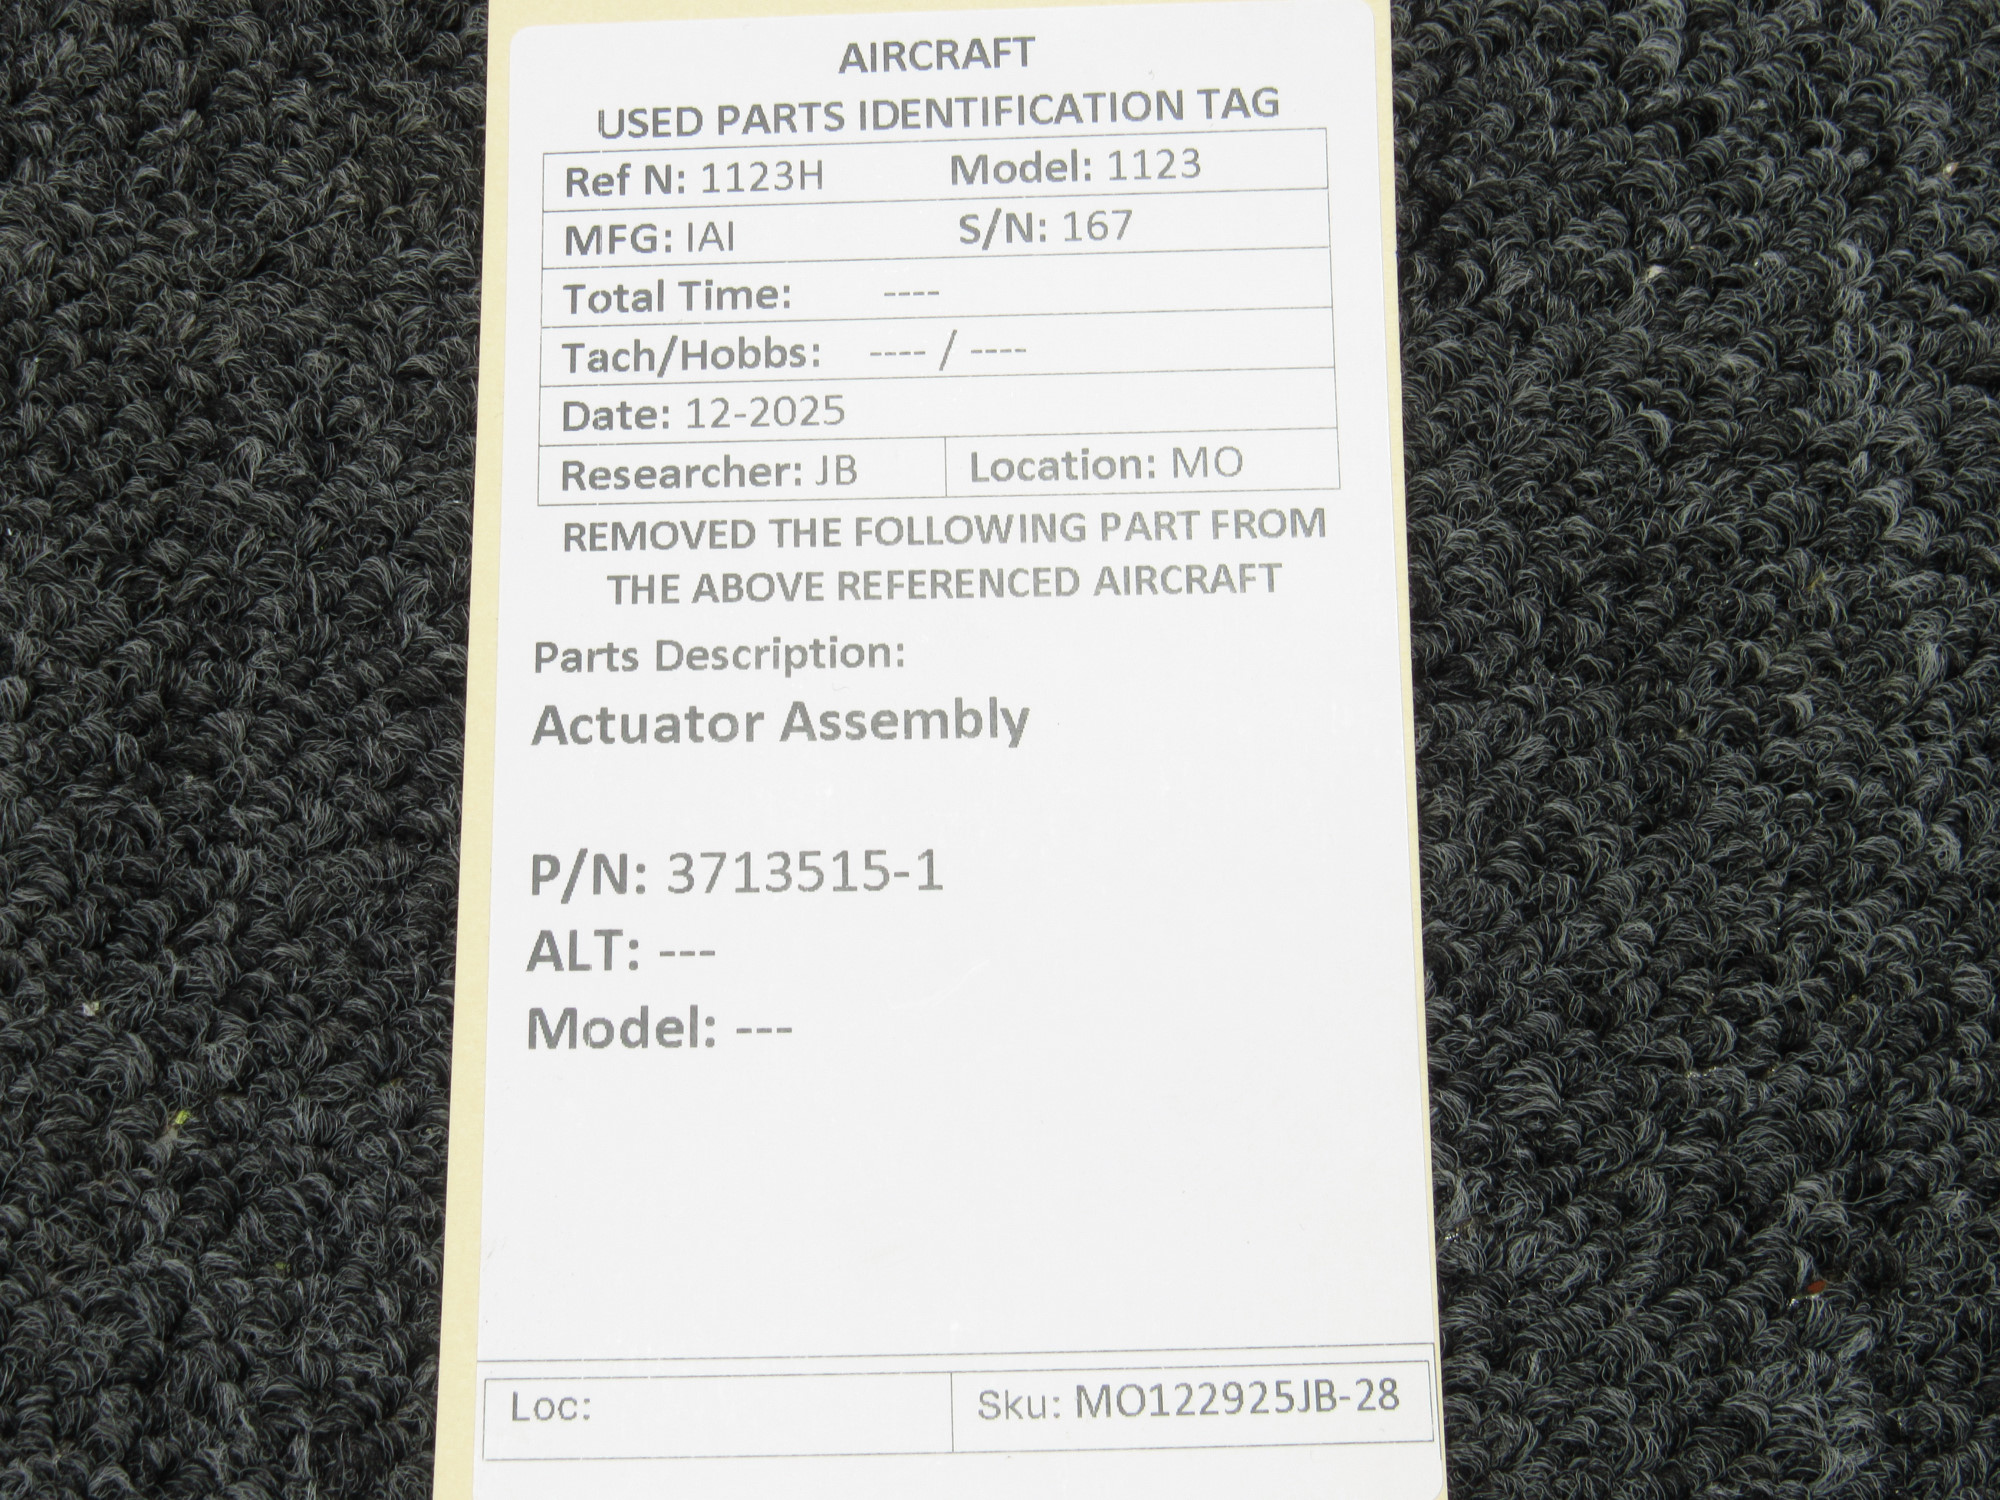 AIRCRAFT
USED PARTS IDENTIFICATION TAG
Ref N: 1123H Model: 1123
MFG: IAI S/N: 167
Total Time: ----
Tach/Hobbs: ---- / ----
Date: 12-2025
Researcher: JB Location: MO
REMOVED THE FOLLOWING PART FROM
THE ABOVE REFERENCED AIRCRAFT
Parts Description:
Actuator Assembly
P/N: 3713515-1
ALT: ---
Model: ---
Loc: Sku: MO122925JB-28